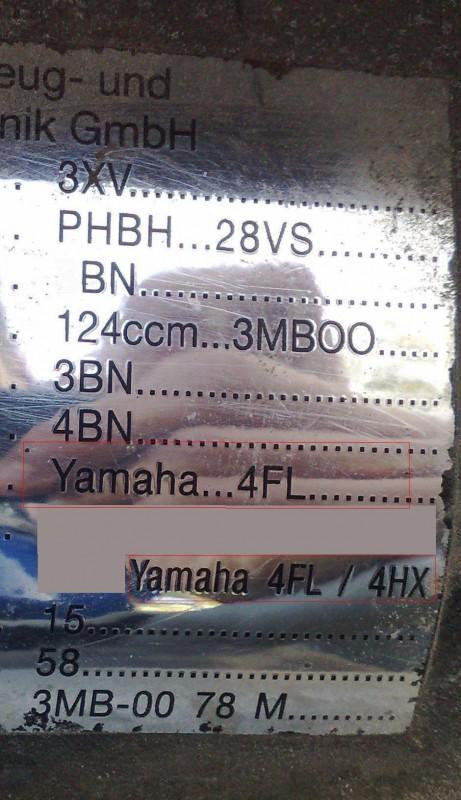 eug- und
nik GmbH
. 3XV................
. PHBH...28VS...........
. BN................
124ccm...3MBOO.....
. 3BN................
. 4BN................
. Yamaha...4FL..........
.
Yamaha 4FL / 4HX.
. 15................
58................
3MB-00 78 M.........